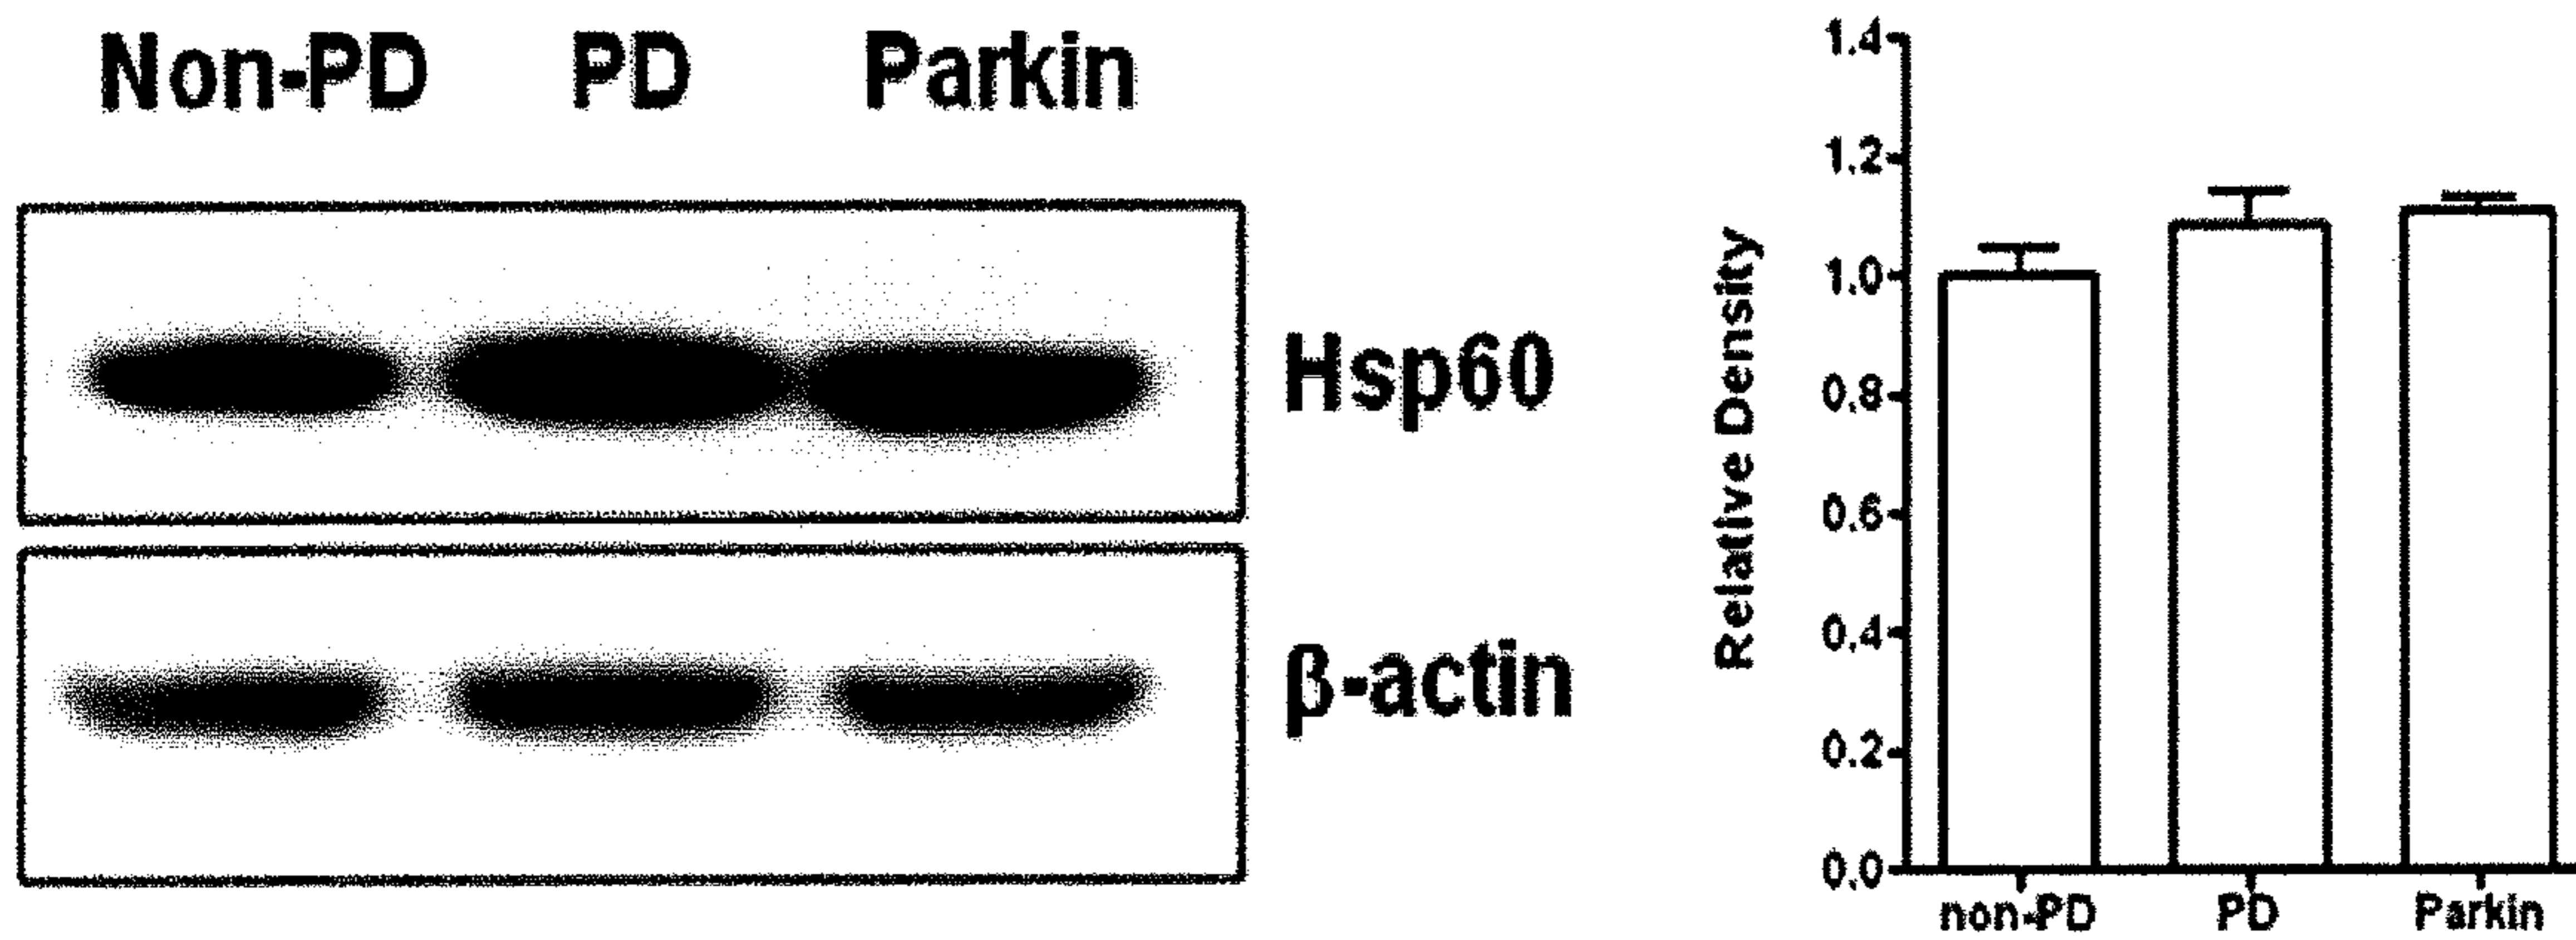 Non-PD PD Parkin
Hsp60
β-actin
Relative Density
1.4
1.2
1.0
0.8
0.6
0.4
0.2
0.0
non-PD PD Parkin